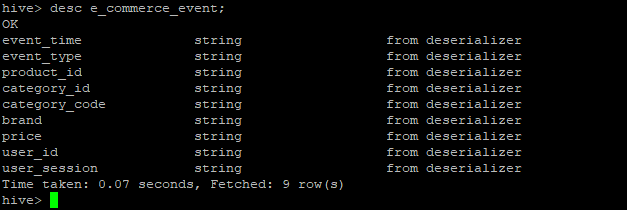 hive> desc e_commerce_event;
OK
event_time              string                  from deserializer
event_type              string                  from deserializer
product_id              string                  from deserializer
category_id             string                  from deserializer
category_code           string                  from deserializer
brand                   string                  from deserializer
price                   string                  from deserializer
user_id                 string                  from deserializer
user_session            string                  from deserializer
Time taken: 0.07 seconds, Fetched: 9 row(s)
hive>